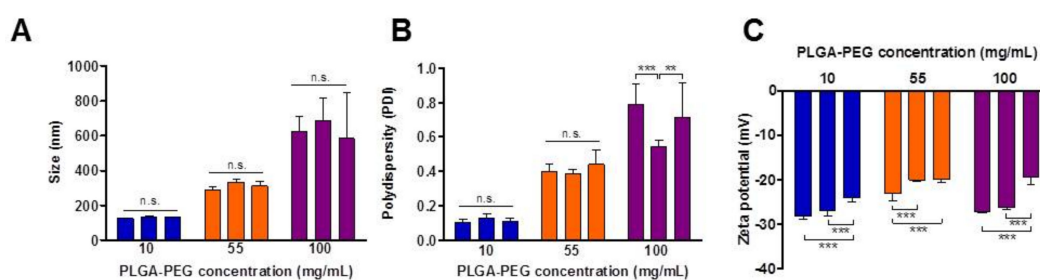 A
Size (nm)
1000
800
600
400
200
0
n.s.
n.s.
n.s.
10
55
100
PLGA-PEG concentration (mg/mL)
B
Polydispersity (PDI)
1.0
0.8
0.6
0.4
0.2
0.0
n.s.
n.s.
***
**
10
55
100
PLGA-PEG concentration (mg/mL)
C
PLGA-PEG concentration (mg/mL)
10
55
100
Zeta potential (mV)
0
-10
-20
-30
-40
***
***
***
***
***
***